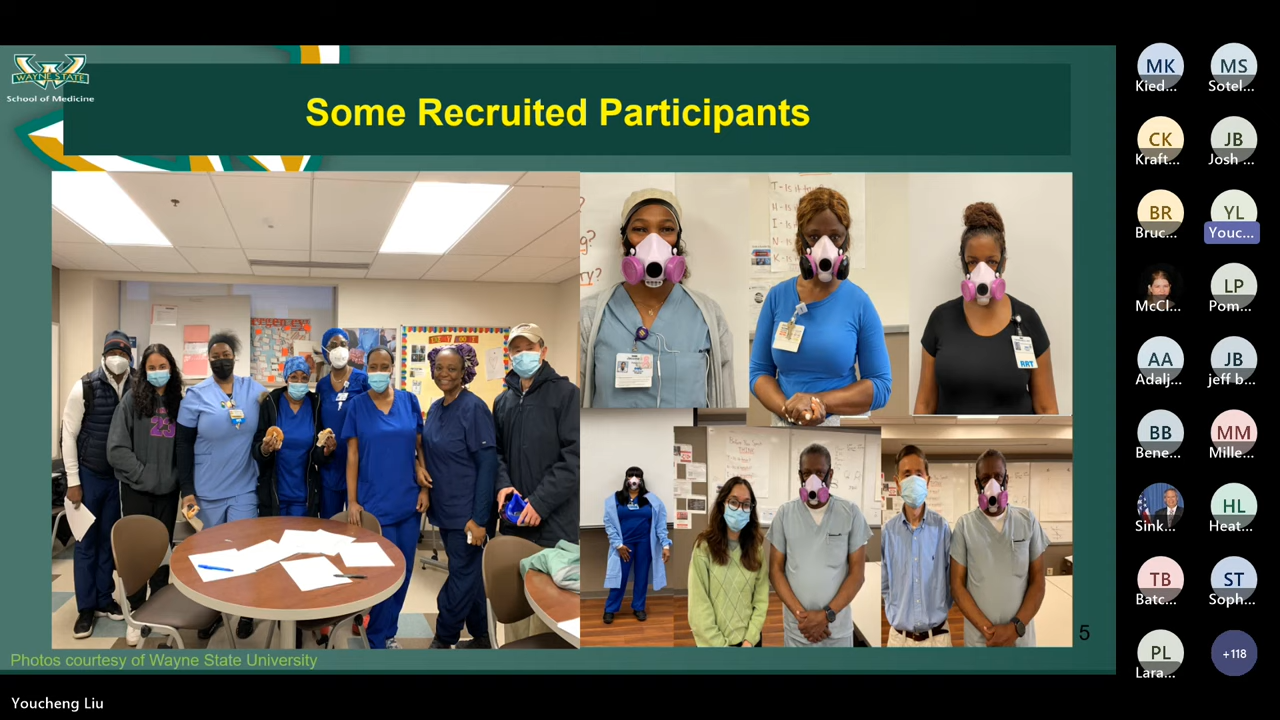 WAYNE STATE
School of Medicine
Some Recruited Participants
RRT
5
Photos courtesy of Wayne State University
Youcheng Liu
MK
Kied...
MS
Sotel...
CK
Kraft...
JB
Josh ...
BR
Bruc...
YL
Youc...
McCl...
LP
Pom...
AA
Adalj...
JB
jeff b...
BB
Bene...
MM
Mille...
Sink...
HL
Heat...
TB
Batc...
ST
Soph...
PL
Lara...
+118